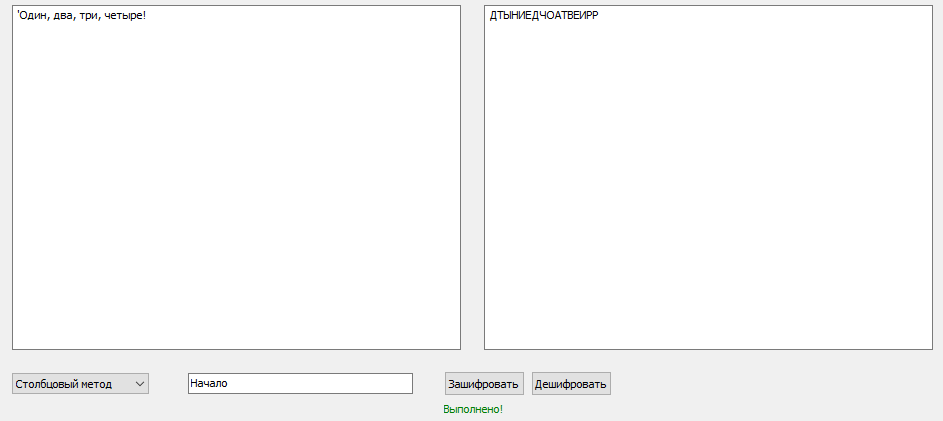 'Один, два, три, четыре!
ДТЫНИЕДЧОАТВЕИРР
Столбцовый метод
Начало
Зашифровать
Дешифровать
Выполнено!